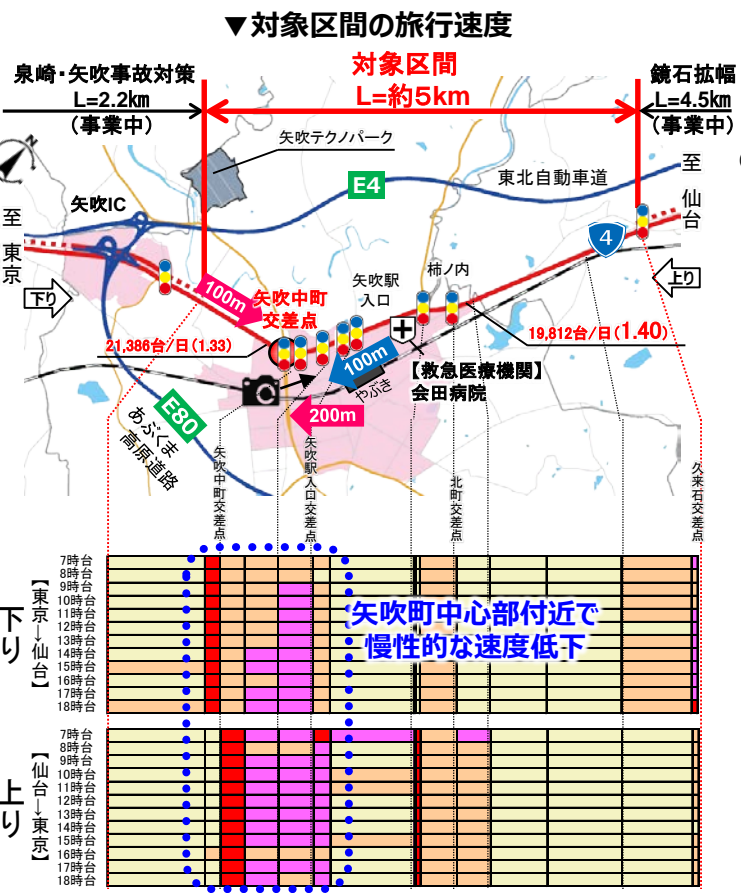 ▼対象区間の旅行速度
泉崎・矢吹事故対策
L=2.2km
(事業中)
対象区間
L=約5km
鏡石拡幅
L=4.5km
(事業中)
N
矢吹テクノパーク
E4
東北自動車道
至
仙台
矢吹IC
至
東京
4
下り
上り
100m
矢吹中町
交差点
矢吹駅
入口
柿ノ内
21,386台/日(1.33)
19,812台/日(1.40)
100m
【救急医療機関】
会田病院
やぶき
200m
E80
あぶくま
高原道路
矢吹中町交差点
矢吹駅入口交差点
北町交差点
久来石交差点
下り
【東京→仙台】
7時台
8時台
9時台
10時台
11時台
12時台
13時台
14時台
15時台
16時台
17時台
18時台
矢吹町中心部付近で
慢性的な速度低下
上り
【仙台→東京】
7時台
8時台
9時台
10時台
11時台
12時台
13時台
14時台
15時台
16時台
17時台
18時台